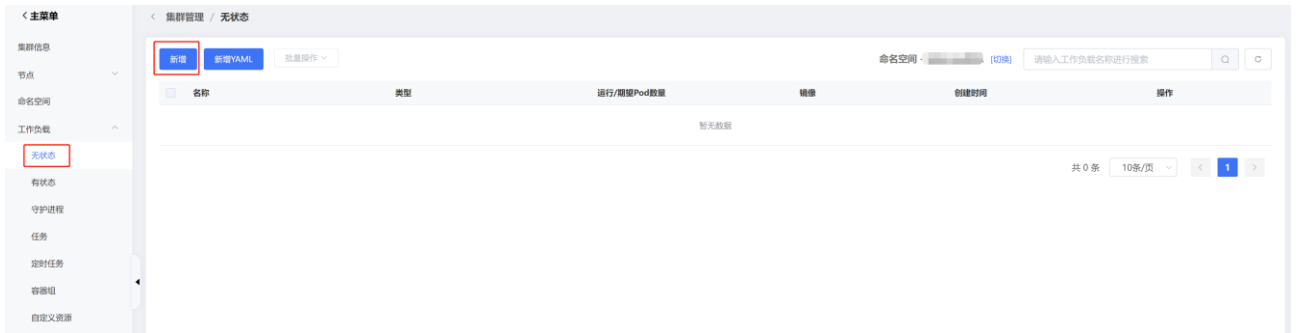 < 主菜单
< 集群管理 / 无状态
集群信息
节点
命名空间
工作负载
无状态
有状态
守护进程
任务
定时任务
容器组
自定义资源
新增 新增YAML 批量操作 命名空间 - [切换] 请输入工作负载名称进行搜索
名称 类型 运行/期望Pod数量 镜像 创建时间 操作
暂无数据
共 0 条 10条/页 < 1 >